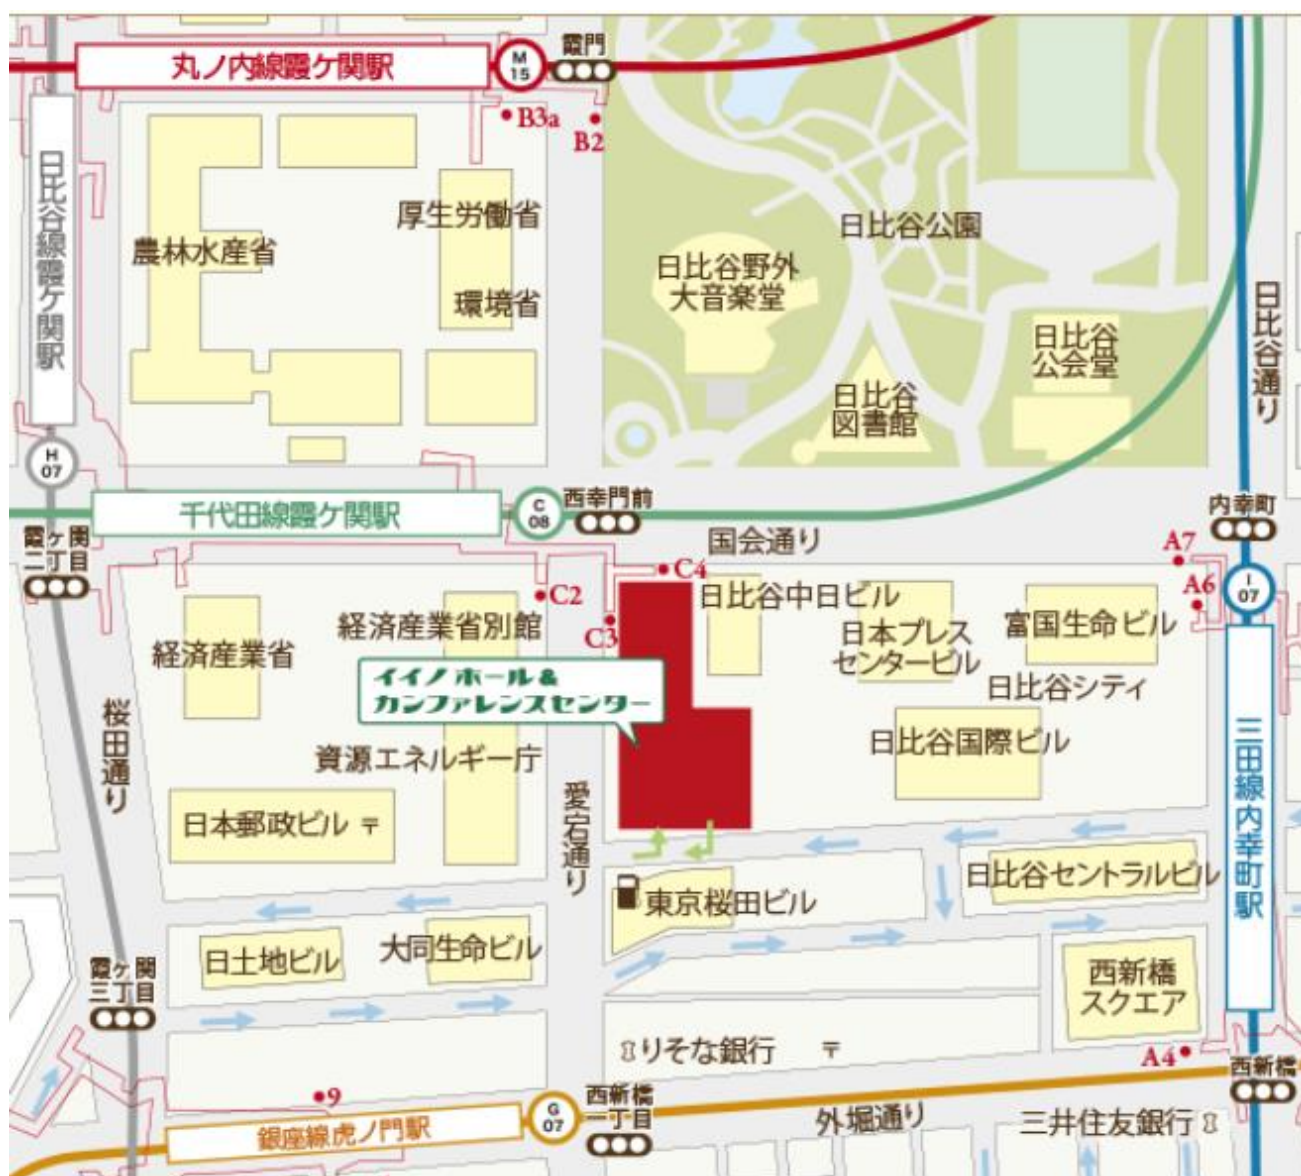 丸ノ内線霞ケ関駅
M
15
霞門
B3a
B2
日比谷線霞ケ関駅
厚生労働省
農林水産省
環境省
日比谷公園
日比谷野外
大音楽堂
日比谷
公会堂
日比谷
図書館
日比谷通り
H
07
千代田線霞ケ関駅
C
08
西幸門前
内幸町
国会通り
霞ヶ関
二丁目
C4
A7
C2
A6
I
07
C3
日比谷中日ビル
経済産業省別館
日本プレス
センタービル
富国生命ビル
経済産業省
イイノホール&
カンファレンスセンター
日比谷シティ
桜田通り
資源エネルギー庁
日比谷国際ビル
三田線内幸町駅
日本郵政ビル 〒
愛宕通り
日比谷セントラルビル
東京桜田ビル
日土地ビル
大同生命ビル
霞ヶ関
三丁目
西新橋
スクエア
りそな銀行 〒
A4
西新橋
9
西新橋
一丁目
G
07
銀座線虎ノ門駅
外堀通り
三井住友銀行